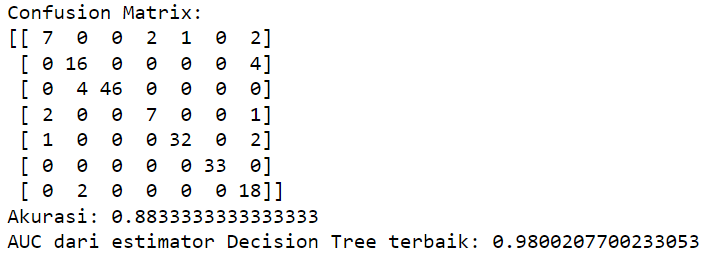 Confusion Matrix:
[[ 7  0  0  2  1  0  2]
 [ 0 16  0  0  0  0  4]
 [ 0  4 46  0  0  0  0]
 [ 2  0  0  7  0  0  1]
 [ 1  0  0  0 32  0  2]
 [ 0  0  0  0  0 33  0]
 [ 0  2  0  0  0  0 18]]
Akurasi: 0.8833333333333333
AUC dari estimator Decision Tree terbaik: 0.9800207700233053